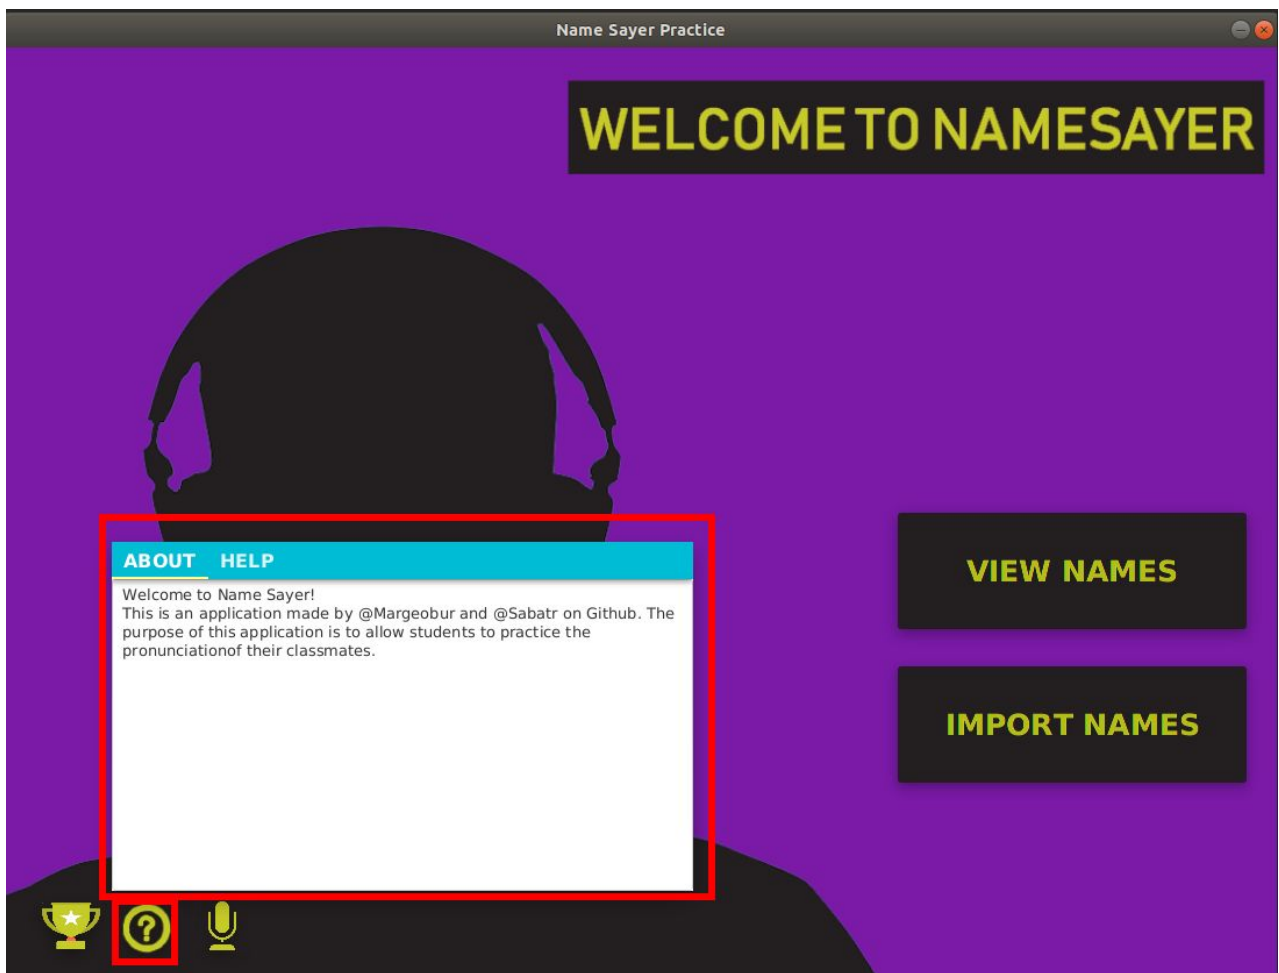 Name Sayer Practice
WELCOME TO NAMESAYER
ABOUT HELP
Welcome to Name Sayer!
This is an application made by @Margeobur and @Sabatr on Github. The
purpose of this application is to allow students to practice the
pronunciationof their classmates.
VIEW NAMES
IMPORT NAMES
?